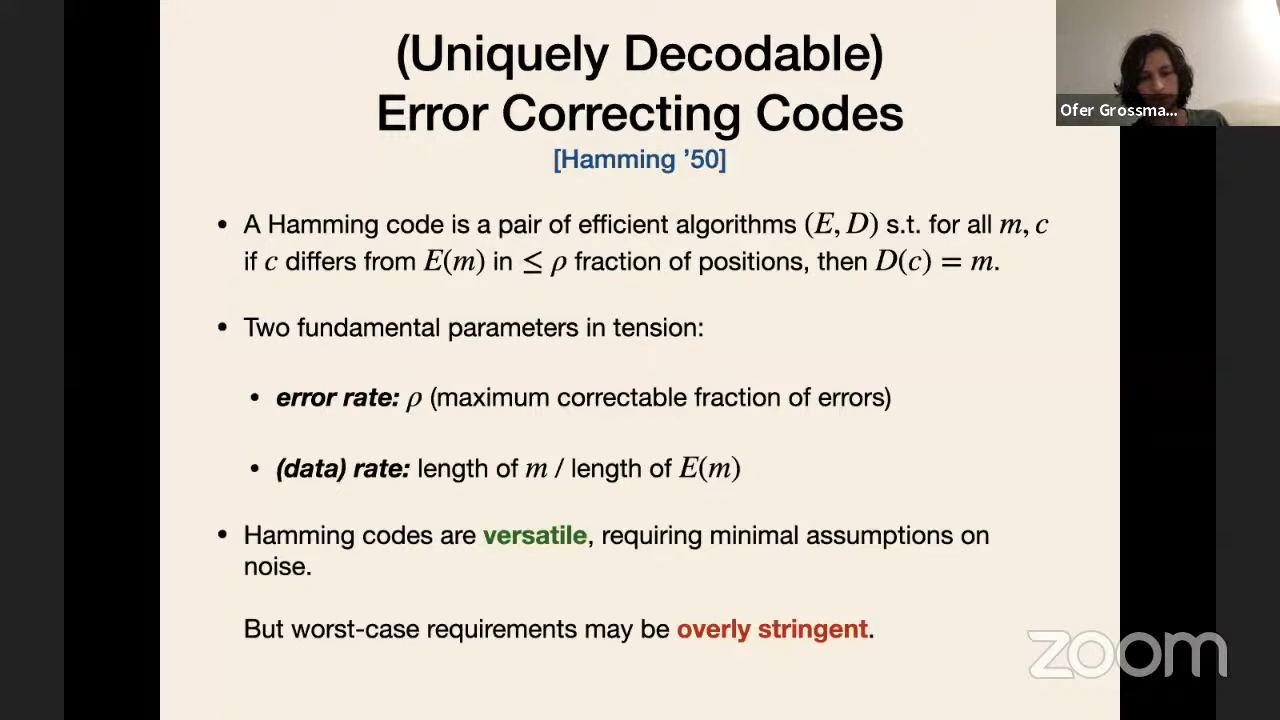 (Uniquely Decodable)
Error Correcting Codes
[Hamming ’50]
Ofer Grossma...
• A Hamming code is a pair of efficient algorithms (E, D) s.t. for all m, c
if c differs from E(m) in ≤ ρ fraction of positions, then D(c) = m.
• Two fundamental parameters in tension:
• error rate: ρ (maximum correctable fraction of errors)
• (data) rate: length of m / length of E(m)
• Hamming codes are versatile, requiring minimal assumptions on
noise.
But worst-case requirements may be overly stringent.
zoom